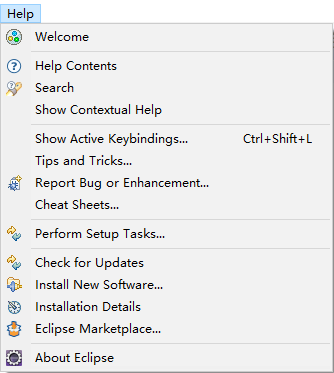 Help
Welcome
Help Contents
Search
Show Contextual Help
Show Active Keybindings... Ctrl+Shift+L
Tips and Tricks...
Report Bug or Enhancement...
Cheat Sheets...
Perform Setup Tasks...
Check for Updates
Install New Software...
Installation Details
Eclipse Marketplace...
About Eclipse